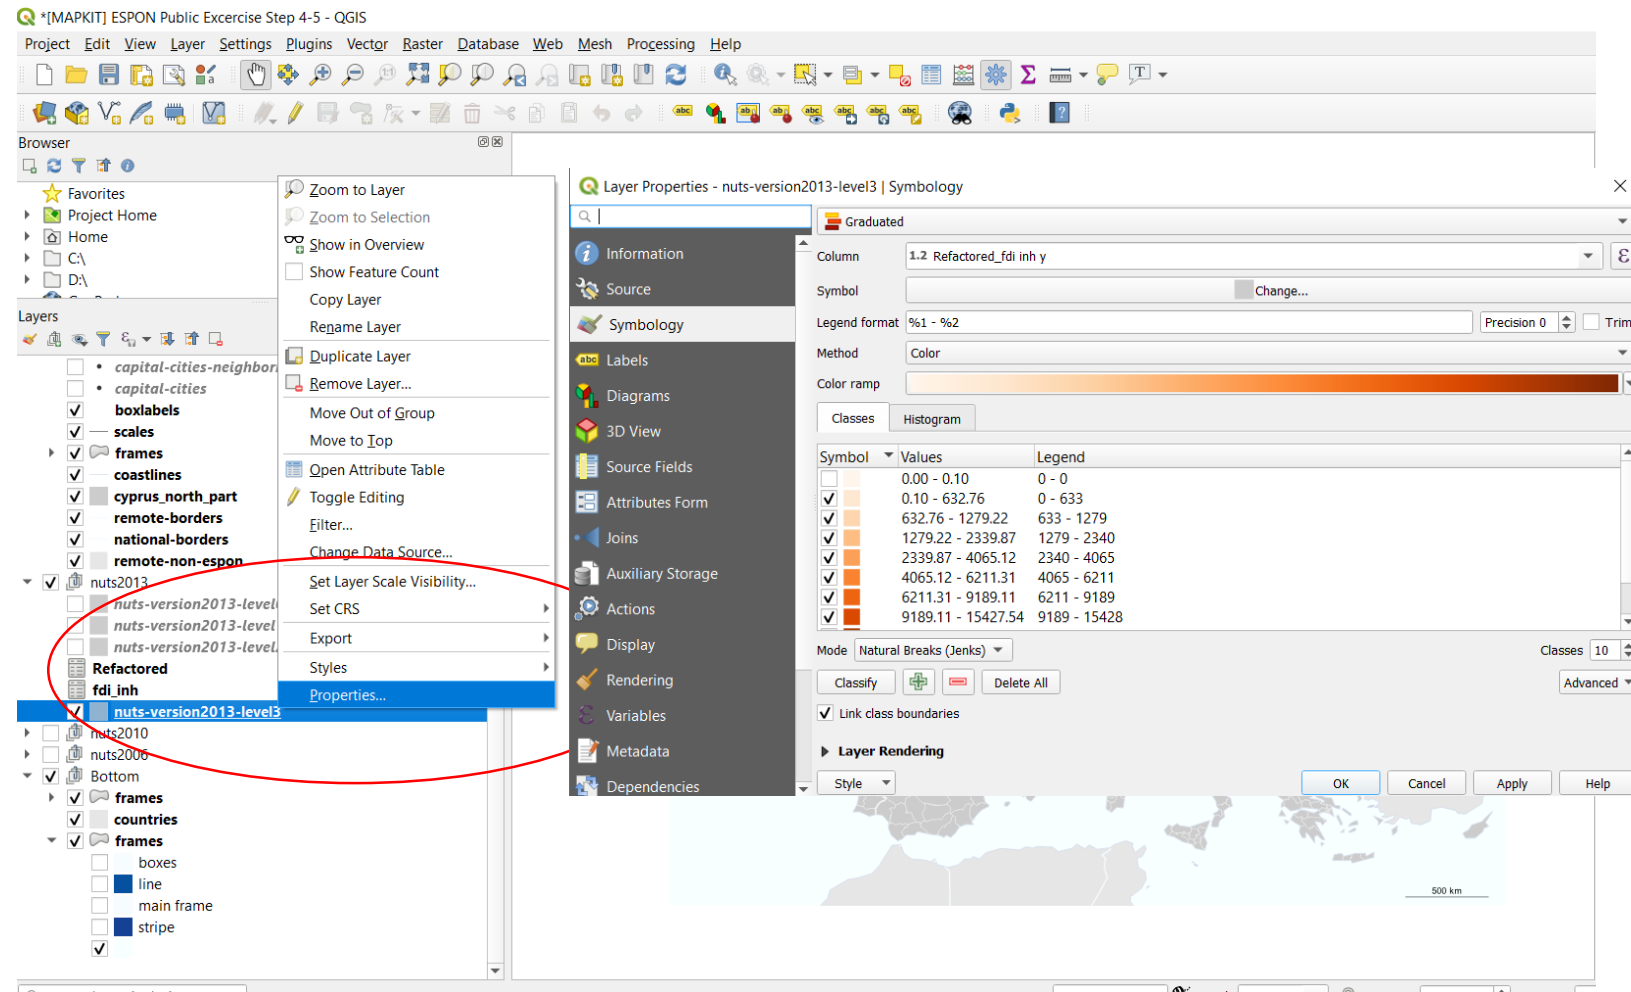 *[MAPKIT] ESPON Public Excercise Step 4-5 - QGIS
Project Edit View Layer Settings Plugins Vector Raster Database Web Mesh Processing Help
Browser
Favorites
Project Home
Home
C:\
D:\
Layers
capital-cities-neighbor
capital-cities
boxlabels
scales
frames
coastlines
cyprus_north_part
remote-borders
national-borders
remote-non-espon
nuts2013
nuts-version2013-level
nuts-version2013-level
nuts-version2013-level
Refactored
fdi_inh
nuts-version2013-level3
nuts2010
nuts2006
Bottom
frames
countries
frames
boxes
line
main frame
stripe
Zoom to Layer
Zoom to Selection
Show in Overview
Show Feature Count
Copy Layer
Rename Layer
Duplicate Layer
Remove Layer...
Move Out of Group
Move to Top
Open Attribute Table
Toggle Editing
Filter...
Change Data Source...
Set Layer Scale Visibility...
Set CRS
Export
Styles
Properties...
Layer Properties - nuts-version2013-level3 | Symbology
Information
Source
Symbology
Labels
Diagrams
3D View
Source Fields
Attributes Form
Joins
Auxiliary Storage
Actions
Display
Rendering
Variables
Metadata
Dependencies
Graduated
Column 1.2 Refactored_fdi inh y
Symbol Change...
Legend format %1 - %2 Precision 0 Trim
Method Color
Color ramp
Classes Histogram
Symbol Values Legend
0.00 - 0.10 0 - 0
0.10 - 632.76 0 - 633
632.76 - 1279.22 633 - 1279
1279.22 - 2339.87 1279 - 2340
2339.87 - 4065.12 2340 - 4065
4065.12 - 6211.31 4065 - 6211
6211.31 - 9189.11 6211 - 9189
9189.11 - 15427.54 9189 - 15428
Mode Natural Breaks (Jenks) Classes 10
Classify Delete All Advanced
Link class boundaries
Layer Rendering
Style OK Cancel Apply Help
500 km